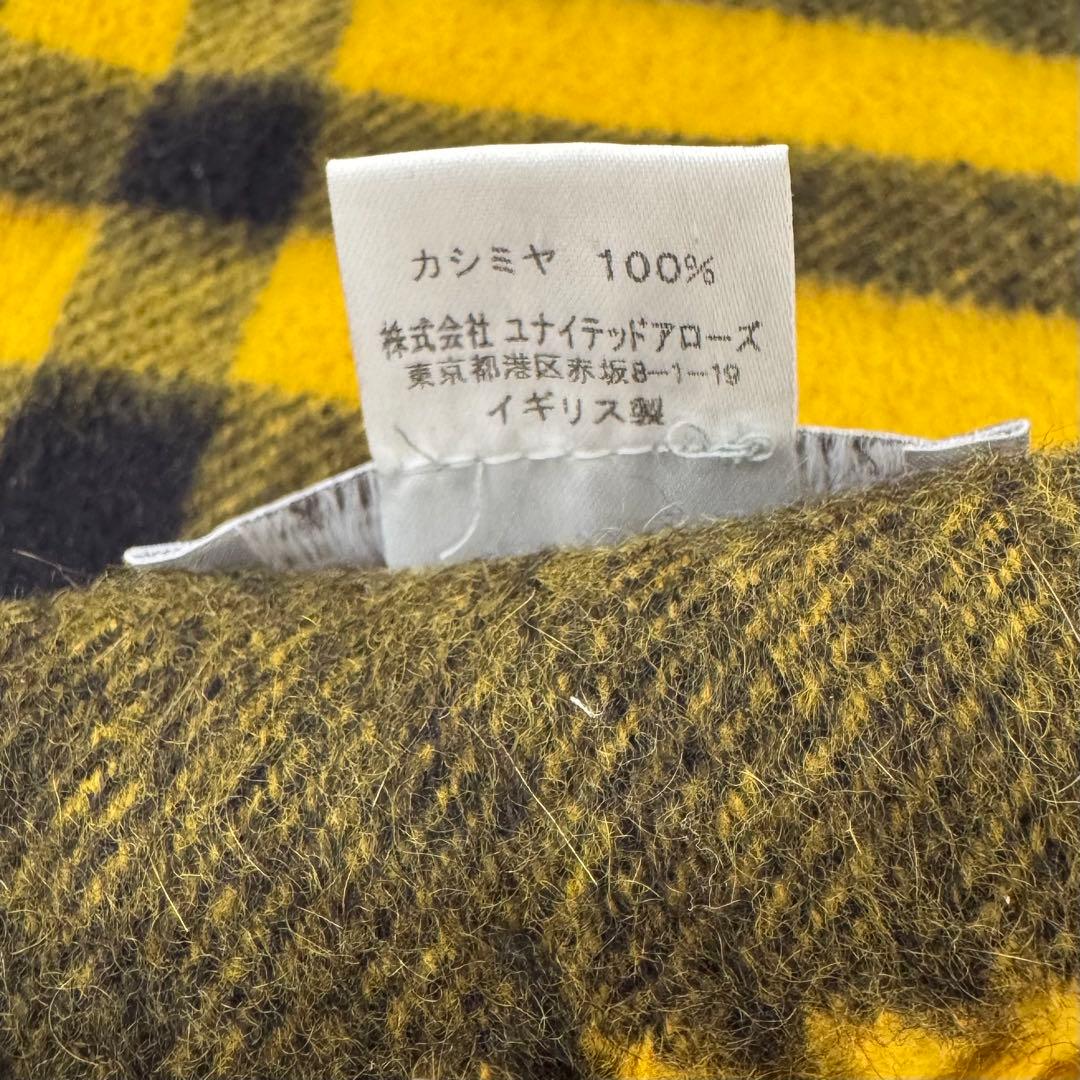 カシミヤ 100%
株式会社 ユナイテッドアローズ
東京都港区赤坂8-1-19
イギリス製